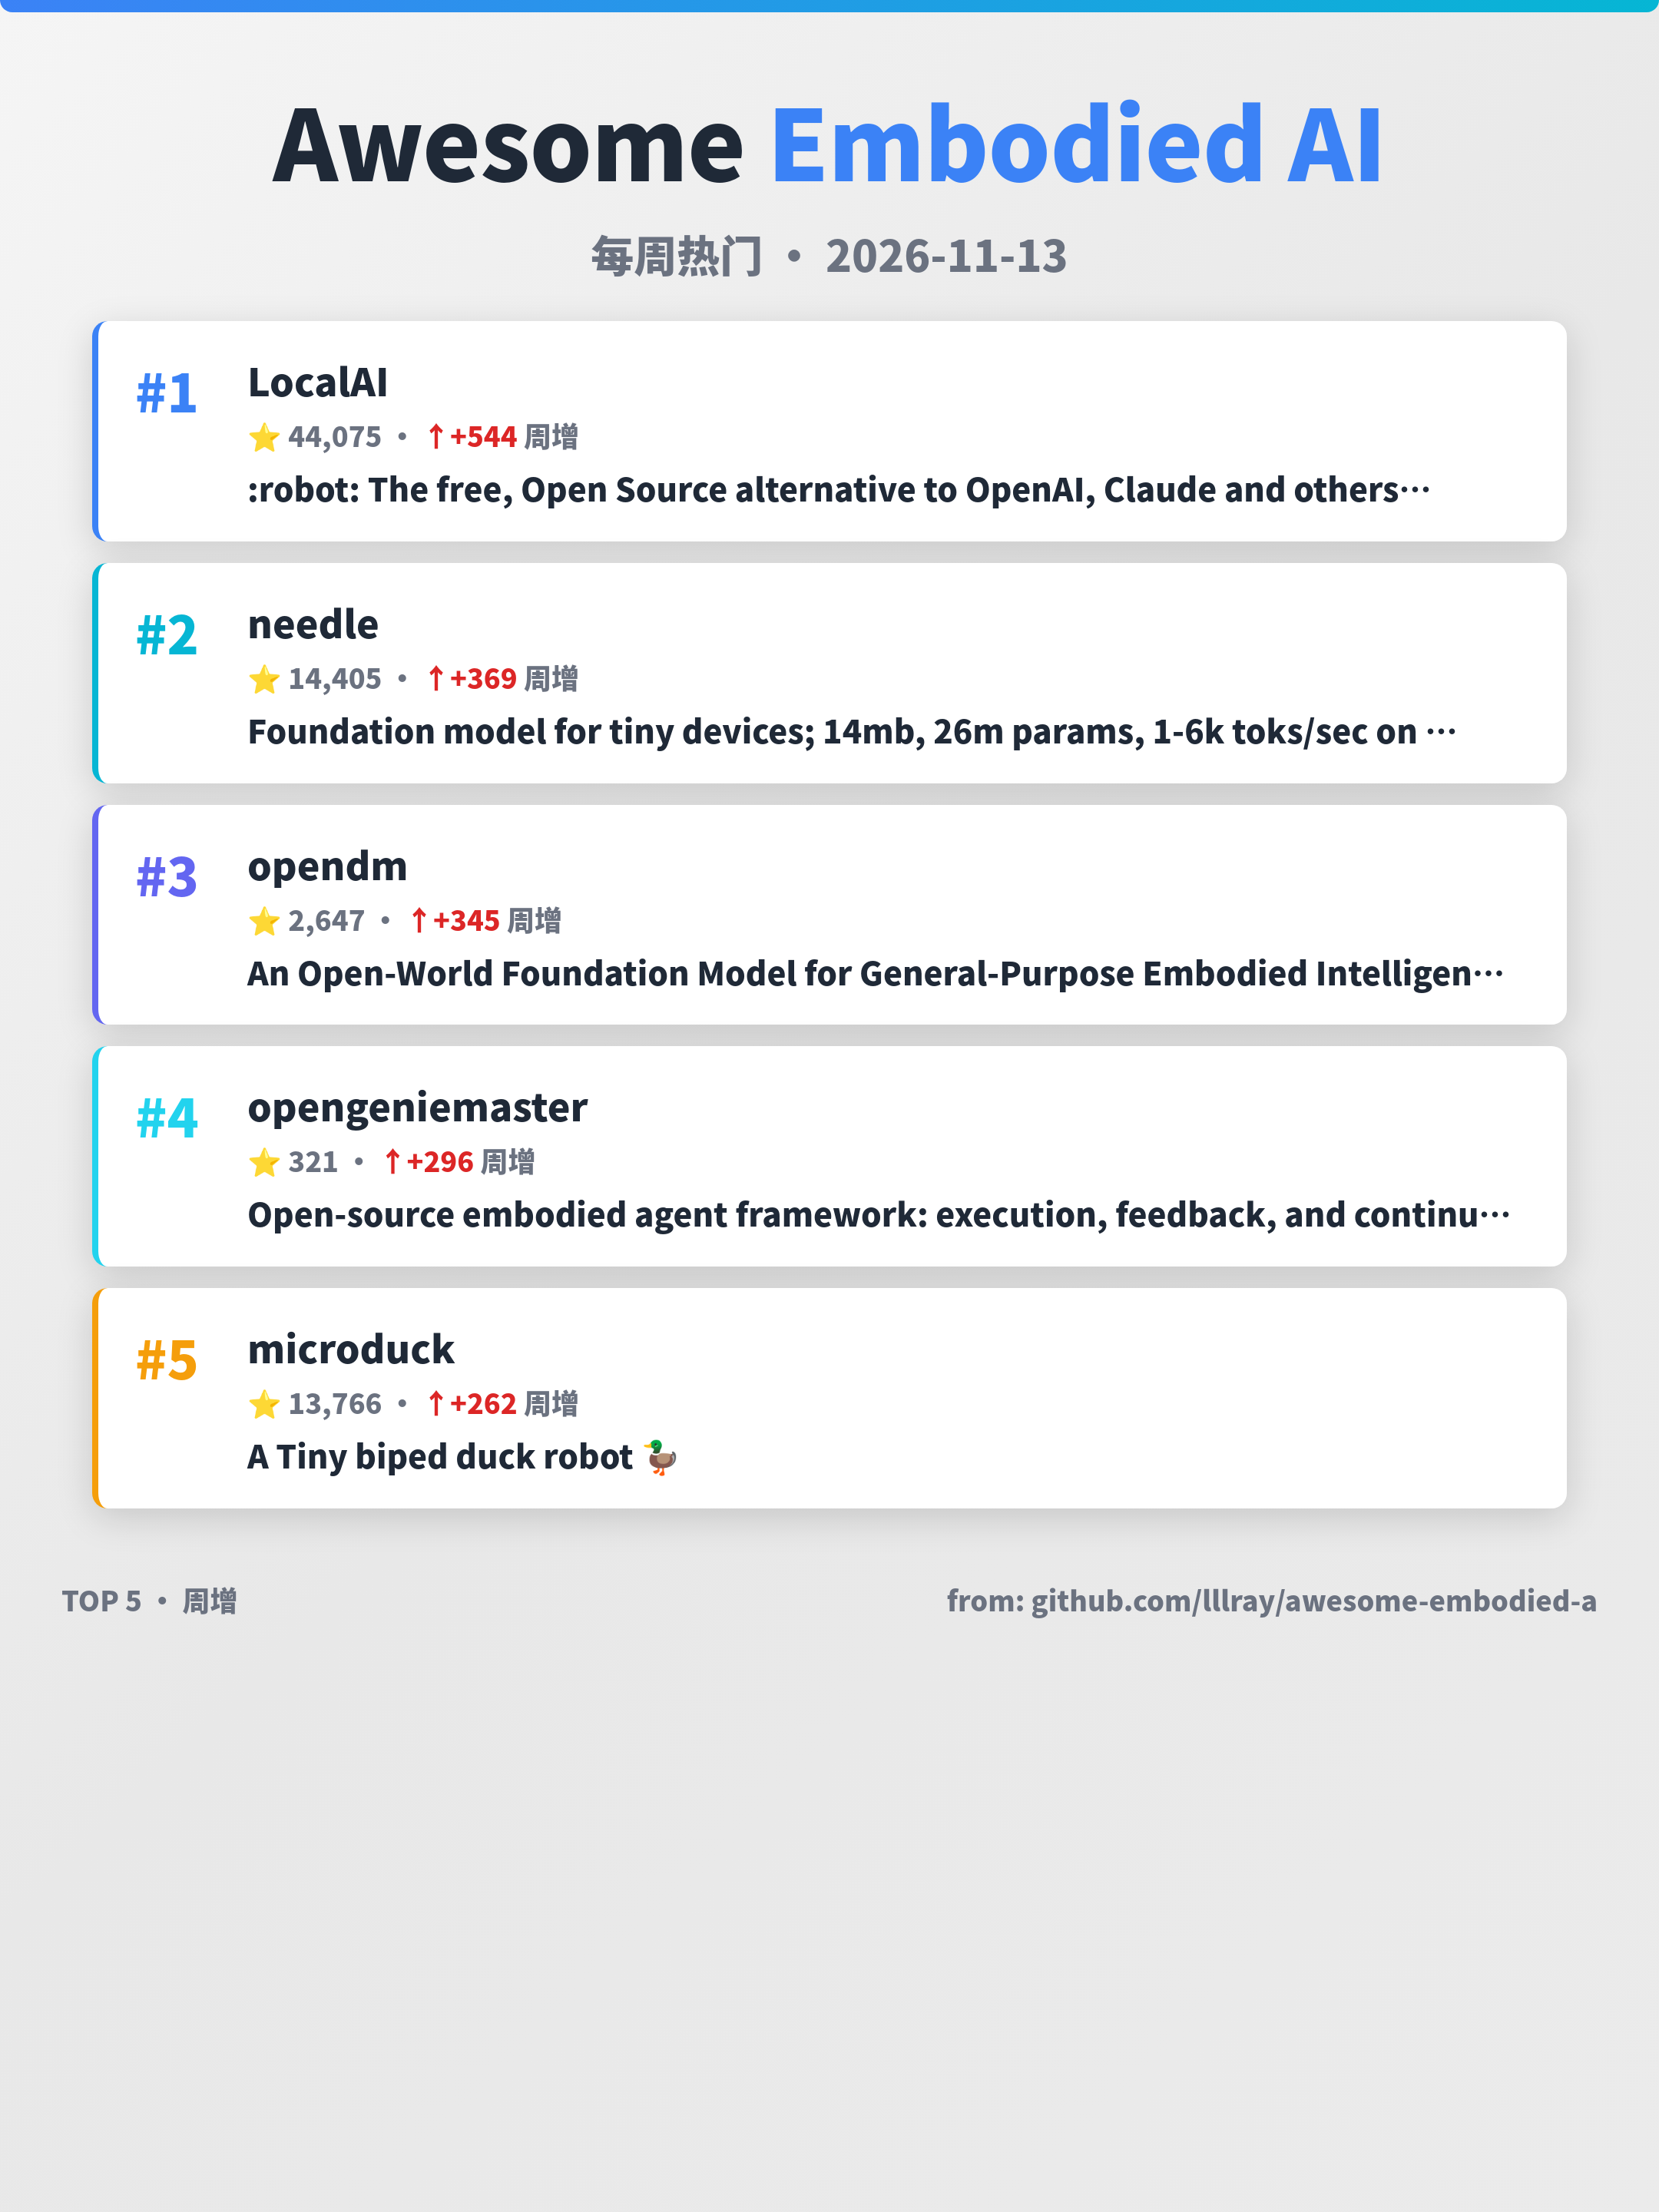 Awesome Embodied AI
每周热门 • 2026-11-13
#1
LocalAI
⭐ 44,075 • ↑+544 周增
:robot: The free, Open Source alternative to OpenAI, Claude and others…
#2
needle
⭐ 14,405 • ↑+369 周增
Foundation model for tiny devices; 14mb, 26m params, 1-6k toks/sec on …
#3
opendm
⭐ 2,647 • ↑+345 周增
An Open-World Foundation Model for General-Purpose Embodied Intelligen…
#4
opengeniemaster
⭐ 321 • ↑+296 周增
Open-source embodied agent framework: execution, feedback, and continu…
#5
microduck
⭐ 13,766 • ↑+262 周增
A Tiny biped duck robot 🦆
TOP 5 • 周增
from: github.com/lllray/awesome-embodied-a